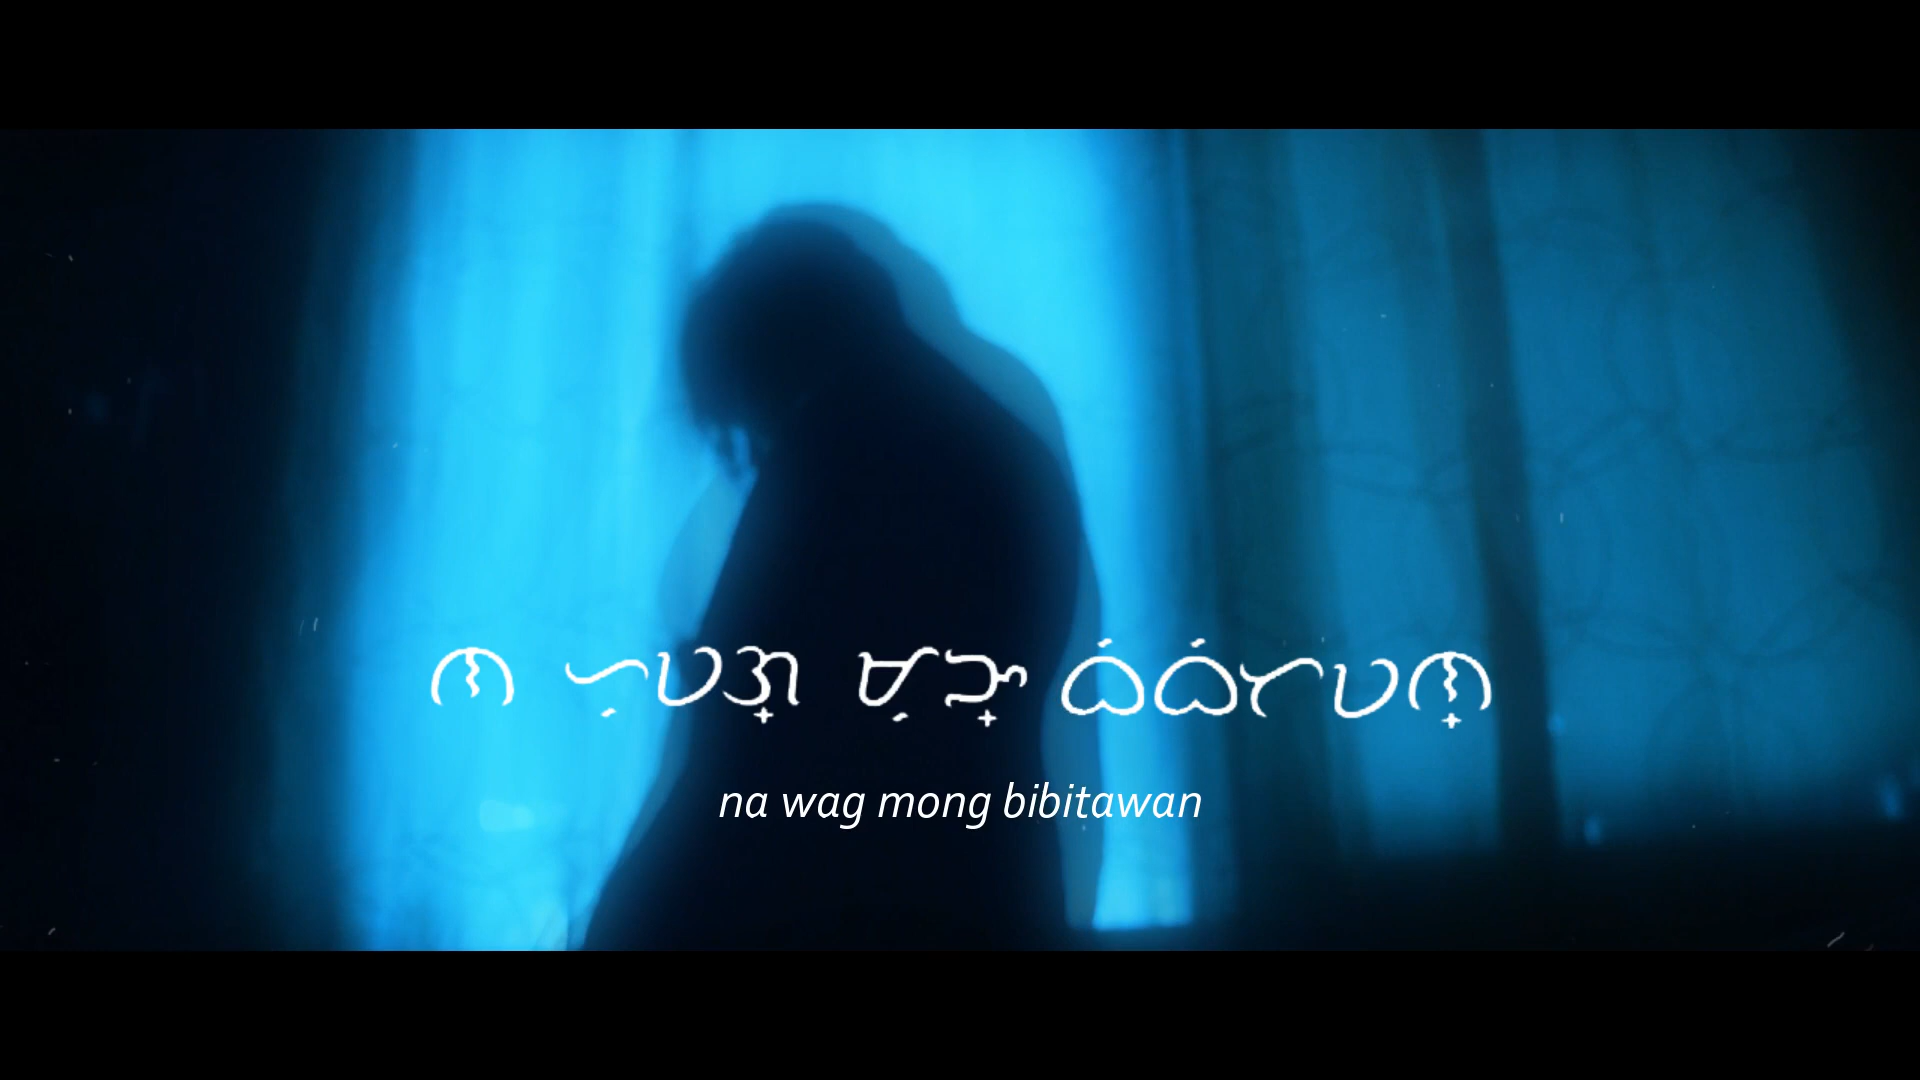 ᜈ ᜑᜓᜏᜄ᜔ ᜋᜓᜅ᜔ ᜊᜒᜊᜒᜆᜏᜈ᜔
na wag mong bibitawan